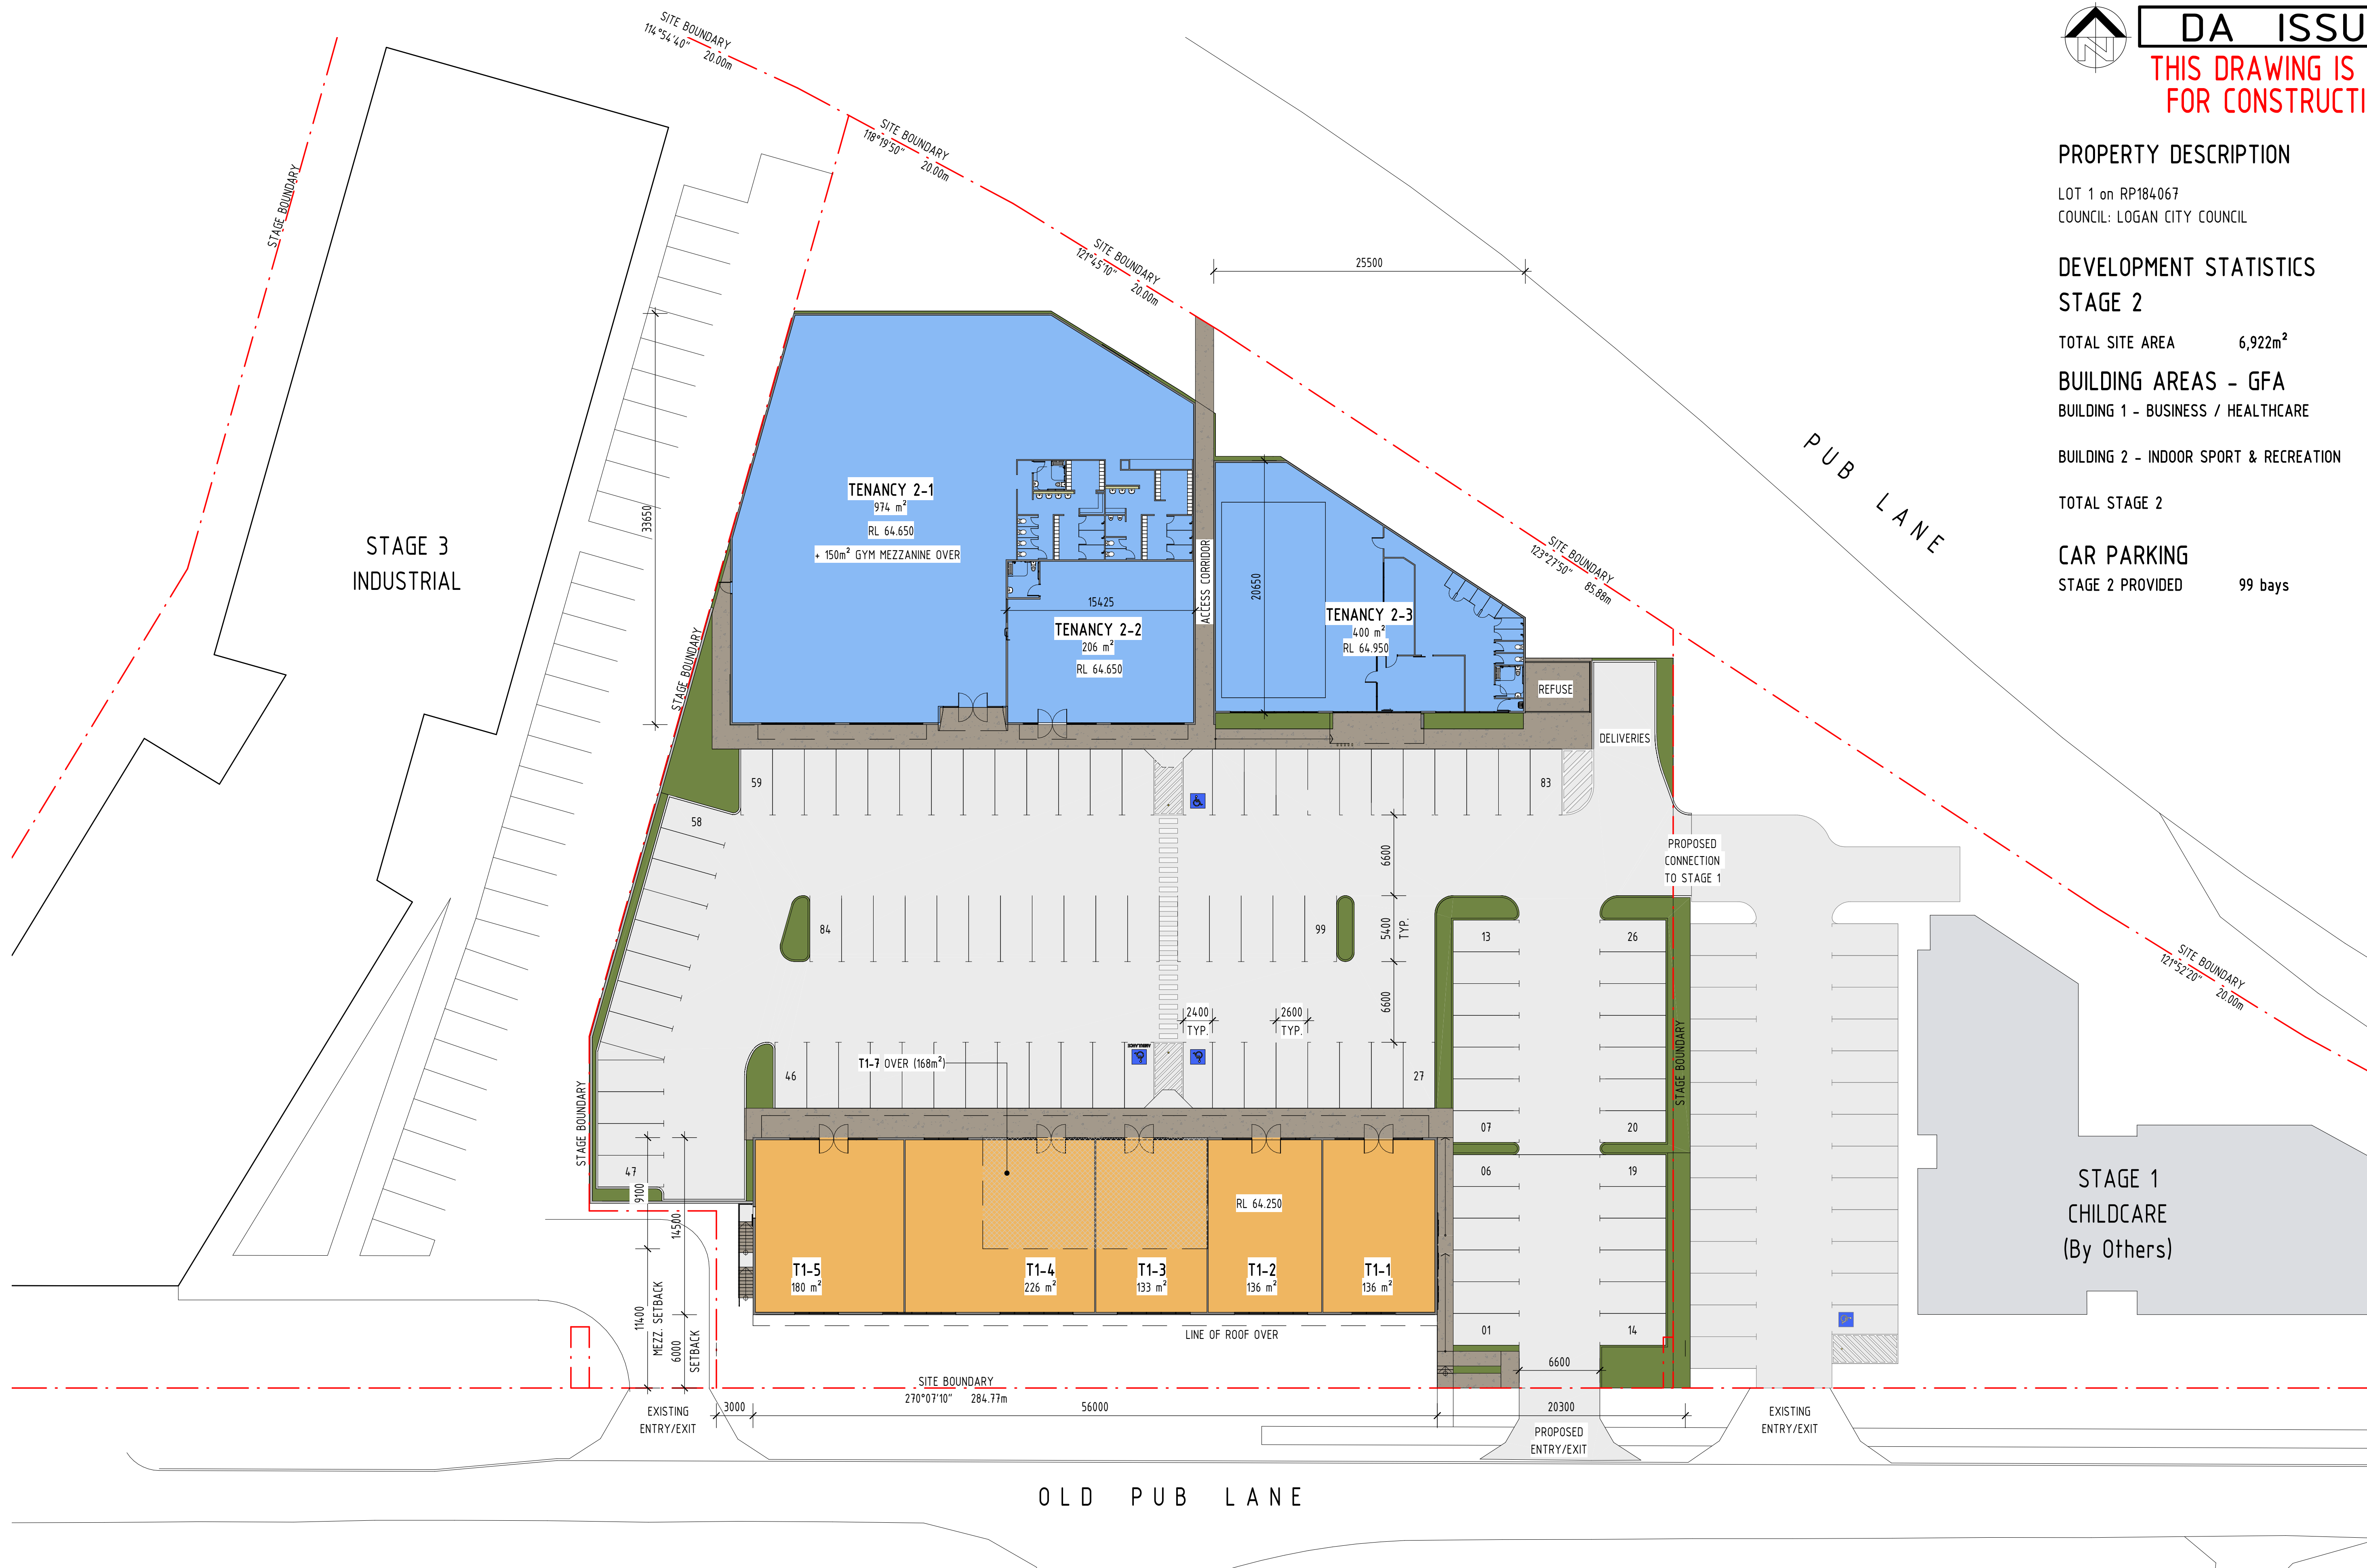 DA ISSU
THIS DRAWING IS
FOR CONSTRUCTI
N
PROPERTY DESCRIPTION
LOT 1 on RP184067
COUNCIL: LOGAN CITY COUNCIL
DEVELOPMENT STATISTICS
STAGE 2
TOTAL SITE AREA 6,922m²
BUILDING AREAS - GFA
BUILDING 1 - BUSINESS / HEALTHCARE
BUILDING 2 - INDOOR SPORT & RECREATION
TOTAL STAGE 2
CAR PARKING
STAGE 2 PROVIDED 99 bays
SITE BOUNDARY
114°54'40" 20.00m
SITE BOUNDARY
118°19'50" 20.00m
SITE BOUNDARY
121°45'10" 20.00m
25500
STAGE BOUNDARY
PUB LANE
STAGE 3
INDUSTRIAL
33650
TENANCY 2-1
974 m²
RL 64.650
+ 150m² GYM MEZZANINE OVER
15425
TENANCY 2-2
206 m²
RL 64.650
ACCESS CORRIDOR
20650
TENANCY 2-3
400 m²
RL 64.950
SITE BOUNDARY
123°27'50" 85.88m
STAGE BOUNDARY
REFUSE
DELIVERIES
59
83
58
6600
PROPOSED
CONNECTION
TO STAGE 1
84
99
5400
TYP.
13
26
SITE BOUNDARY
121°52'20" 20.00m
6600
2400
TYP.
2600
TYP.
T1-7 OVER (168m²)
AMBULANCE
46
27
STAGE BOUNDARY
STAGE BOUNDARY
07
20
47
06
19
9100
14500
RL 64.250
STAGE 1
CHILDCARE
(By Others)
T1-5
180 m²
T1-4
226 m²
T1-3
133 m²
T1-2
136 m²
T1-1
136 m²
11400
MEZZ. SETBACK
6000
SETBACK
LINE OF ROOF OVER
01
14
6600
SITE BOUNDARY
270°07'10" 284.77m
3000
56000
20300
EXISTING
ENTRY/EXIT
PROPOSED
ENTRY/EXIT
EXISTING
ENTRY/EXIT
OLD PUB LANE